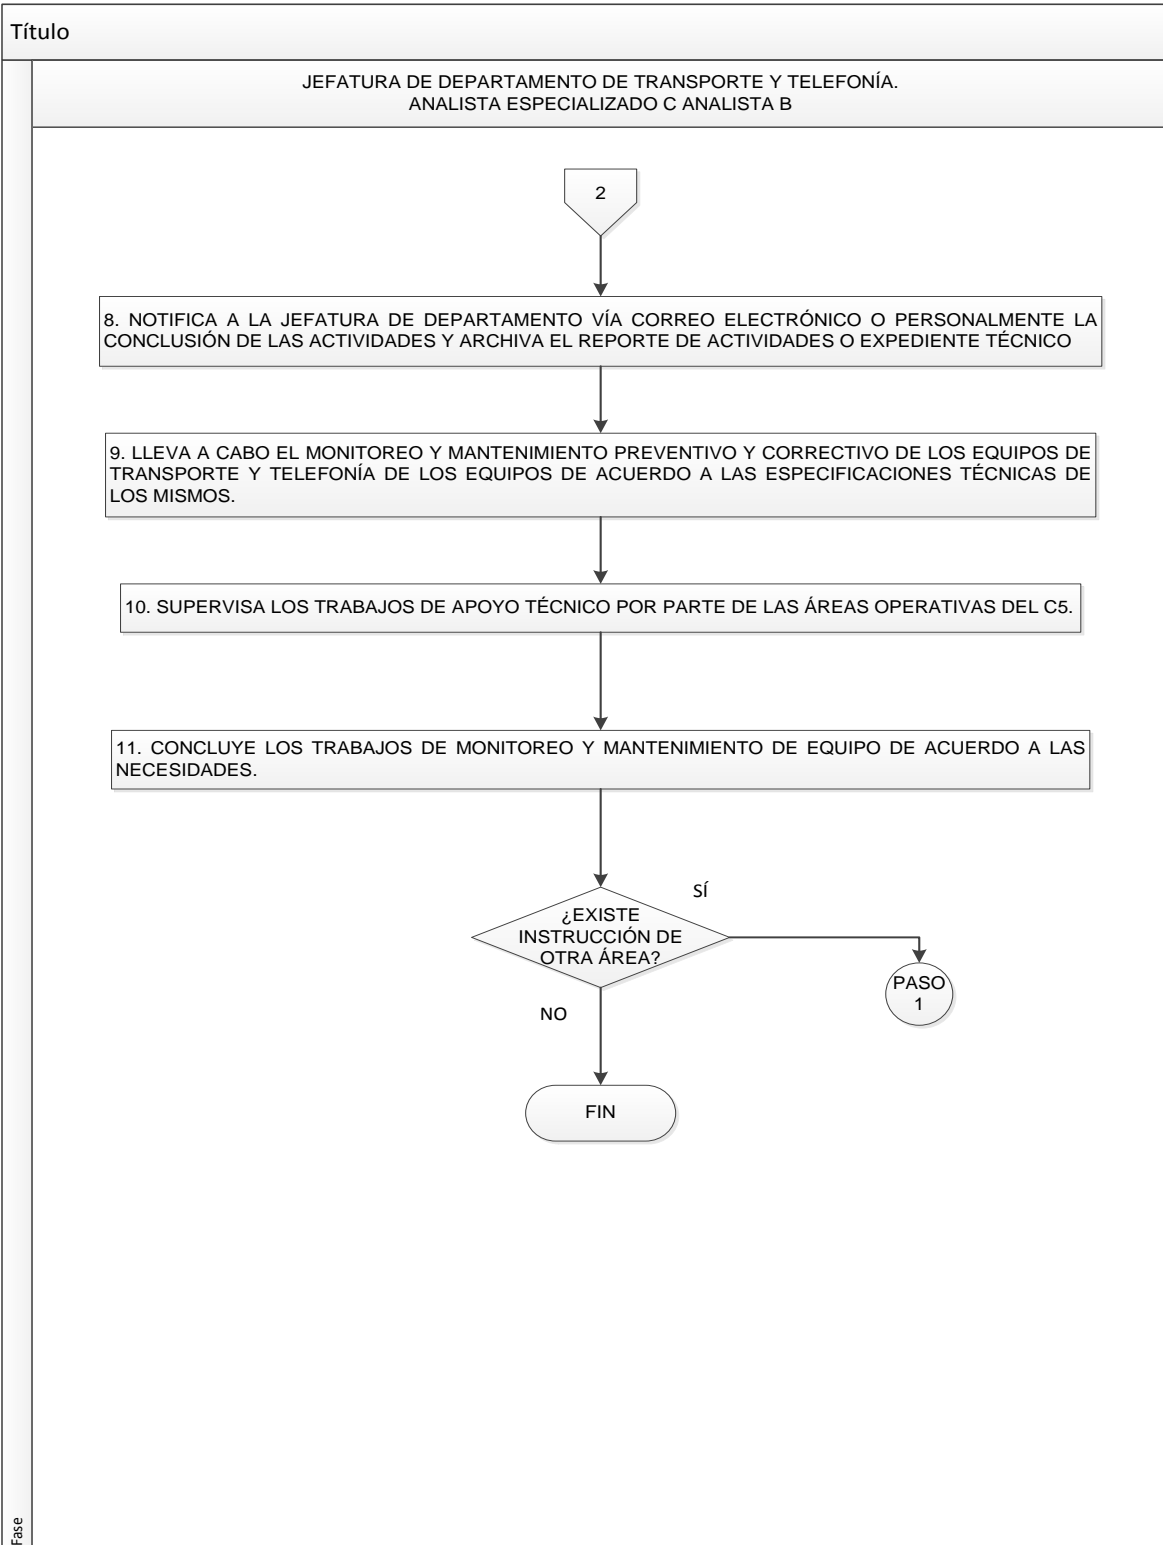 Título
JEFATURA DE DEPARTAMENTO DE TRANSPORTE Y TELEFONÍA.
ANALISTA ESPECIALIZADO C ANALISTA B
2
8. NOTIFICA A LA JEFATURA DE DEPARTAMENTO VÍA CORREO ELECTRÓNICO O PERSONALMENTE LA
CONCLUSIÓN DE LAS ACTIVIDADES Y ARCHIVA EL REPORTE DE ACTIVIDADES O EXPEDIENTE TÉCNICO
9. LLEVA A CABO EL MONITOREO Y MANTENIMIENTO PREVENTIVO Y CORRECTIVO DE LOS EQUIPOS DE
TRANSPORTE Y TELEFONÍA DE LOS EQUIPOS DE ACUERDO A LAS ESPECIFICACIONES TÉCNICAS DE
LOS MISMOS.
10. SUPERVISA LOS TRABAJOS DE APOYO TÉCNICO POR PARTE DE LAS ÁREAS OPERATIVAS DEL C5.
11. CONCLUYE LOS TRABAJOS DE MONITOREO Y MANTENIMIENTO DE EQUIPO DE ACUERDO A LAS
NECESIDADES.
SÍ
¿EXISTE
INSTRUCCIÓN DE
OTRA ÁREA?
PASO
1
NO
FIN
Fase